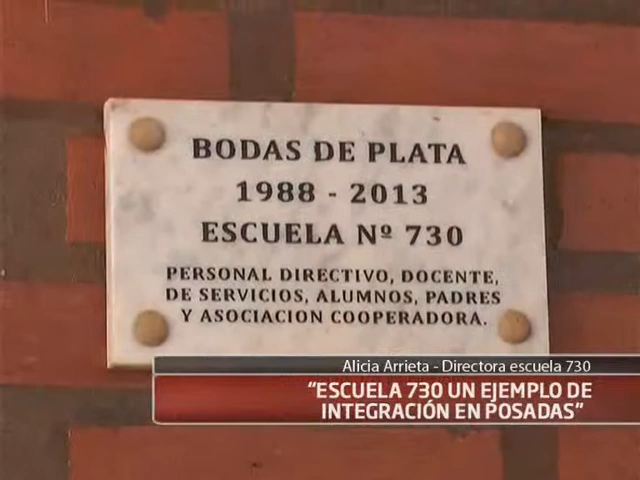 BODAS DE PLATA
1988 - 2013
ESCUELA Nº 730
PERSONAL DIRECTIVO, DOCENTE,
DE SERVICIOS, ALUMNOS, PADRES
Y ASOCIACION COOPERADORA.
Alicia Arrieta - Directora escuela 730
“ESCUELA 730 UN EJEMPLO DE
INTEGRACIÓN EN POSADAS”